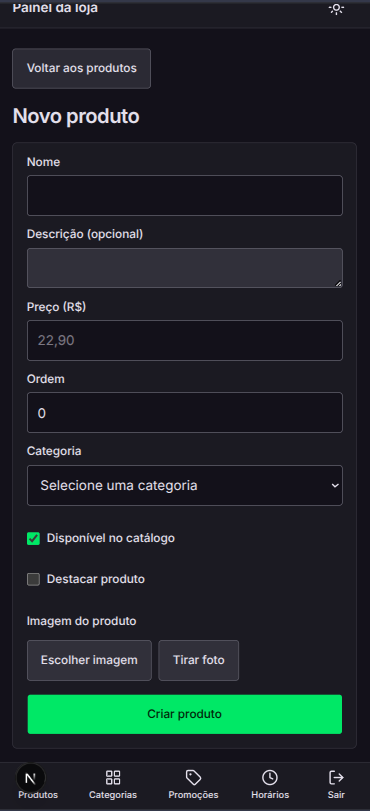 Painel da loja
Voltar aos produtos
Novo produto
Nome
Descrição (opcional)
Preço (R$)
22,90
Ordem
0
Categoria
Selecione uma categoria
Disponível no catálogo
Destacar produto
Imagem do produto
Escolher imagem
Tirar foto
Criar produto
N
Produtos
Categorias
Promoções
Horários
Sair